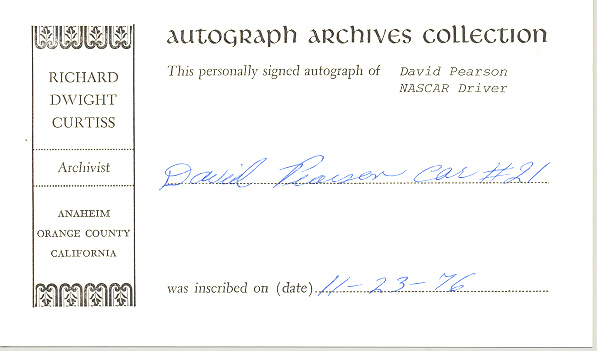 AUTOGRAPH ARCHIVES COLLECTION
RICHARD
DWIGHT
CURTISS
Archivist
ANAHEIM
ORANGE COUNTY
CALIFORNIA
This personally signed autograph of David Pearson
NASCAR Driver
David Pearson Car #21
was inscribed on (date) 11-23-76